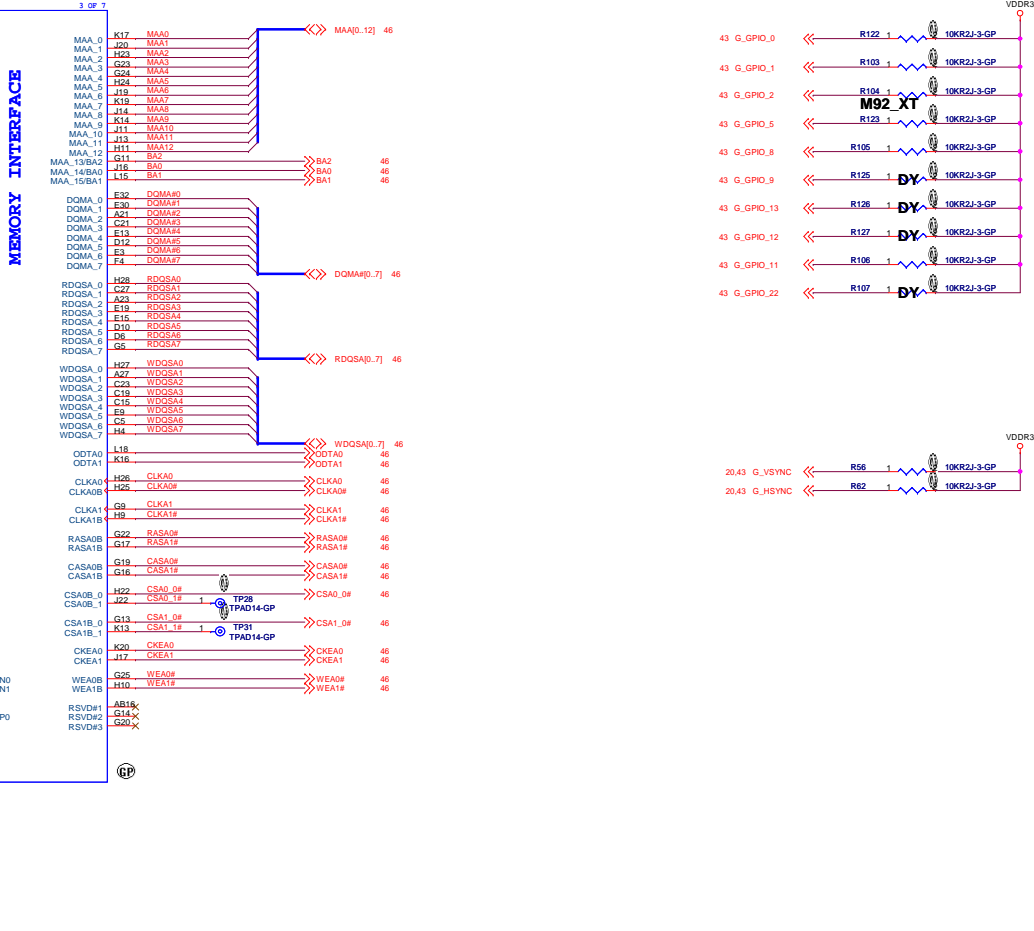 3 OF 7
MEMORY INTERFACE
MAA_0 K17 MAA0
MAA_1 J20 MAA1
MAA_2 H23 MAA2
MAA_3 G23 MAA3
MAA_4 G24 MAA4
MAA_5 H24 MAA5
MAA_6 J19 MAA6
MAA_7 K19 MAA7
MAA_8 J14 MAA8
MAA_9 K14 MAA9
MAA_10 J11 MAA10
MAA_11 J13 MAA11
MAA_12 H11 MAA12
MAA[0..12] 46
MAA_13/BA2 G11 BA2 BA2 46
MAA_14/BA0 J16 BA0 BA0 46
MAA_15/BA1 L15 BA1 BA1 46
DQMA_0 E32 DQMA#0
DQMA_1 E30 DQMA#1
DQMA_2 A21 DQMA#2
DQMA_3 C21 DQMA#3
DQMA_4 E13 DQMA#4
DQMA_5 D12 DQMA#5
DQMA_6 E3 DQMA#6
DQMA_7 F4 DQMA#7
DQMA#[0..7] 46
RDQSA_0 H28 RDQSA0
RDQSA_1 C27 RDQSA1
RDQSA_2 A23 RDQSA2
RDQSA_3 E19 RDQSA3
RDQSA_4 E15 RDQSA4
RDQSA_5 D10 RDQSA5
RDQSA_6 D6 RDQSA6
RDQSA_7 G5 RDQSA7
RDQSA[0..7] 46
WDQSA_0 H27 WDQSA0
WDQSA_1 A27 WDQSA1
WDQSA_2 C23 WDQSA2
WDQSA_3 C19 WDQSA3
WDQSA_4 C15 WDQSA4
WDQSA_5 E9 WDQSA5
WDQSA_6 C5 WDQSA6
WDQSA_7 H4 WDQSA7
WDQSA[0..7] 46
ODTA0 L18 ODTA0 46
ODTA1 K16 ODTA1 46
CLKA0 H26 CLKA0 CLKA0 46
CLKA0B H25 CLKA0# CLKA0# 46
CLKA1 G9 CLKA1 CLKA1 46
CLKA1B H9 CLKA1# CLKA1# 46
RASA0B G22 RASA0# RASA0# 46
RASA1B G17 RASA1# RASA1# 46
CASA0B G19 CASA0# CASA0# 46
CASA1B G16 CASA1# CASA1# 46
CSA0B_0 H22 CSA0_0# CSA0_0# 46
CSA0B_1 J22 CSA0_1# 1 TP28
TPAD14-GP
CSA1B_0 G13 CSA1_0# CSA1_0# 46
CSA1B_1 K13 CSA1_1# 1 TP31
TPAD14-GP
CKEA0 K20 CKEA0 CKEA0 46
CKEA1 J17 CKEA1 CKEA1 46
WEA0B G25 WEA0# WEA0# 46
WEA1B H10 WEA1# WEA1# 46
RSVD#1 AB16
RSVD#2 G14
RSVD#3 G20
N0
N1
P0
GP
VDDR3
43 G_GPIO_0 R122 1 10KR2J-3-GP
43 G_GPIO_1 R103 1 10KR2J-3-GP
43 G_GPIO_2 R104 1 10KR2J-3-GP
M92_XT
43 G_GPIO_5 R123 1 10KR2J-3-GP
43 G_GPIO_8 R105 1 10KR2J-3-GP
43 G_GPIO_9 R125 1 DY 10KR2J-3-GP
43 G_GPIO_13 R126 1 DY 10KR2J-3-GP
43 G_GPIO_12 R127 1 DY 10KR2J-3-GP
43 G_GPIO_11 R106 1 10KR2J-3-GP
43 G_GPIO_22 R107 1 DY 10KR2J-3-GP
VDDR3
20,43 G_VSYNC R56 1 10KR2J-3-GP
20,43 G_HSYNC R62 1 10KR2J-3-GP